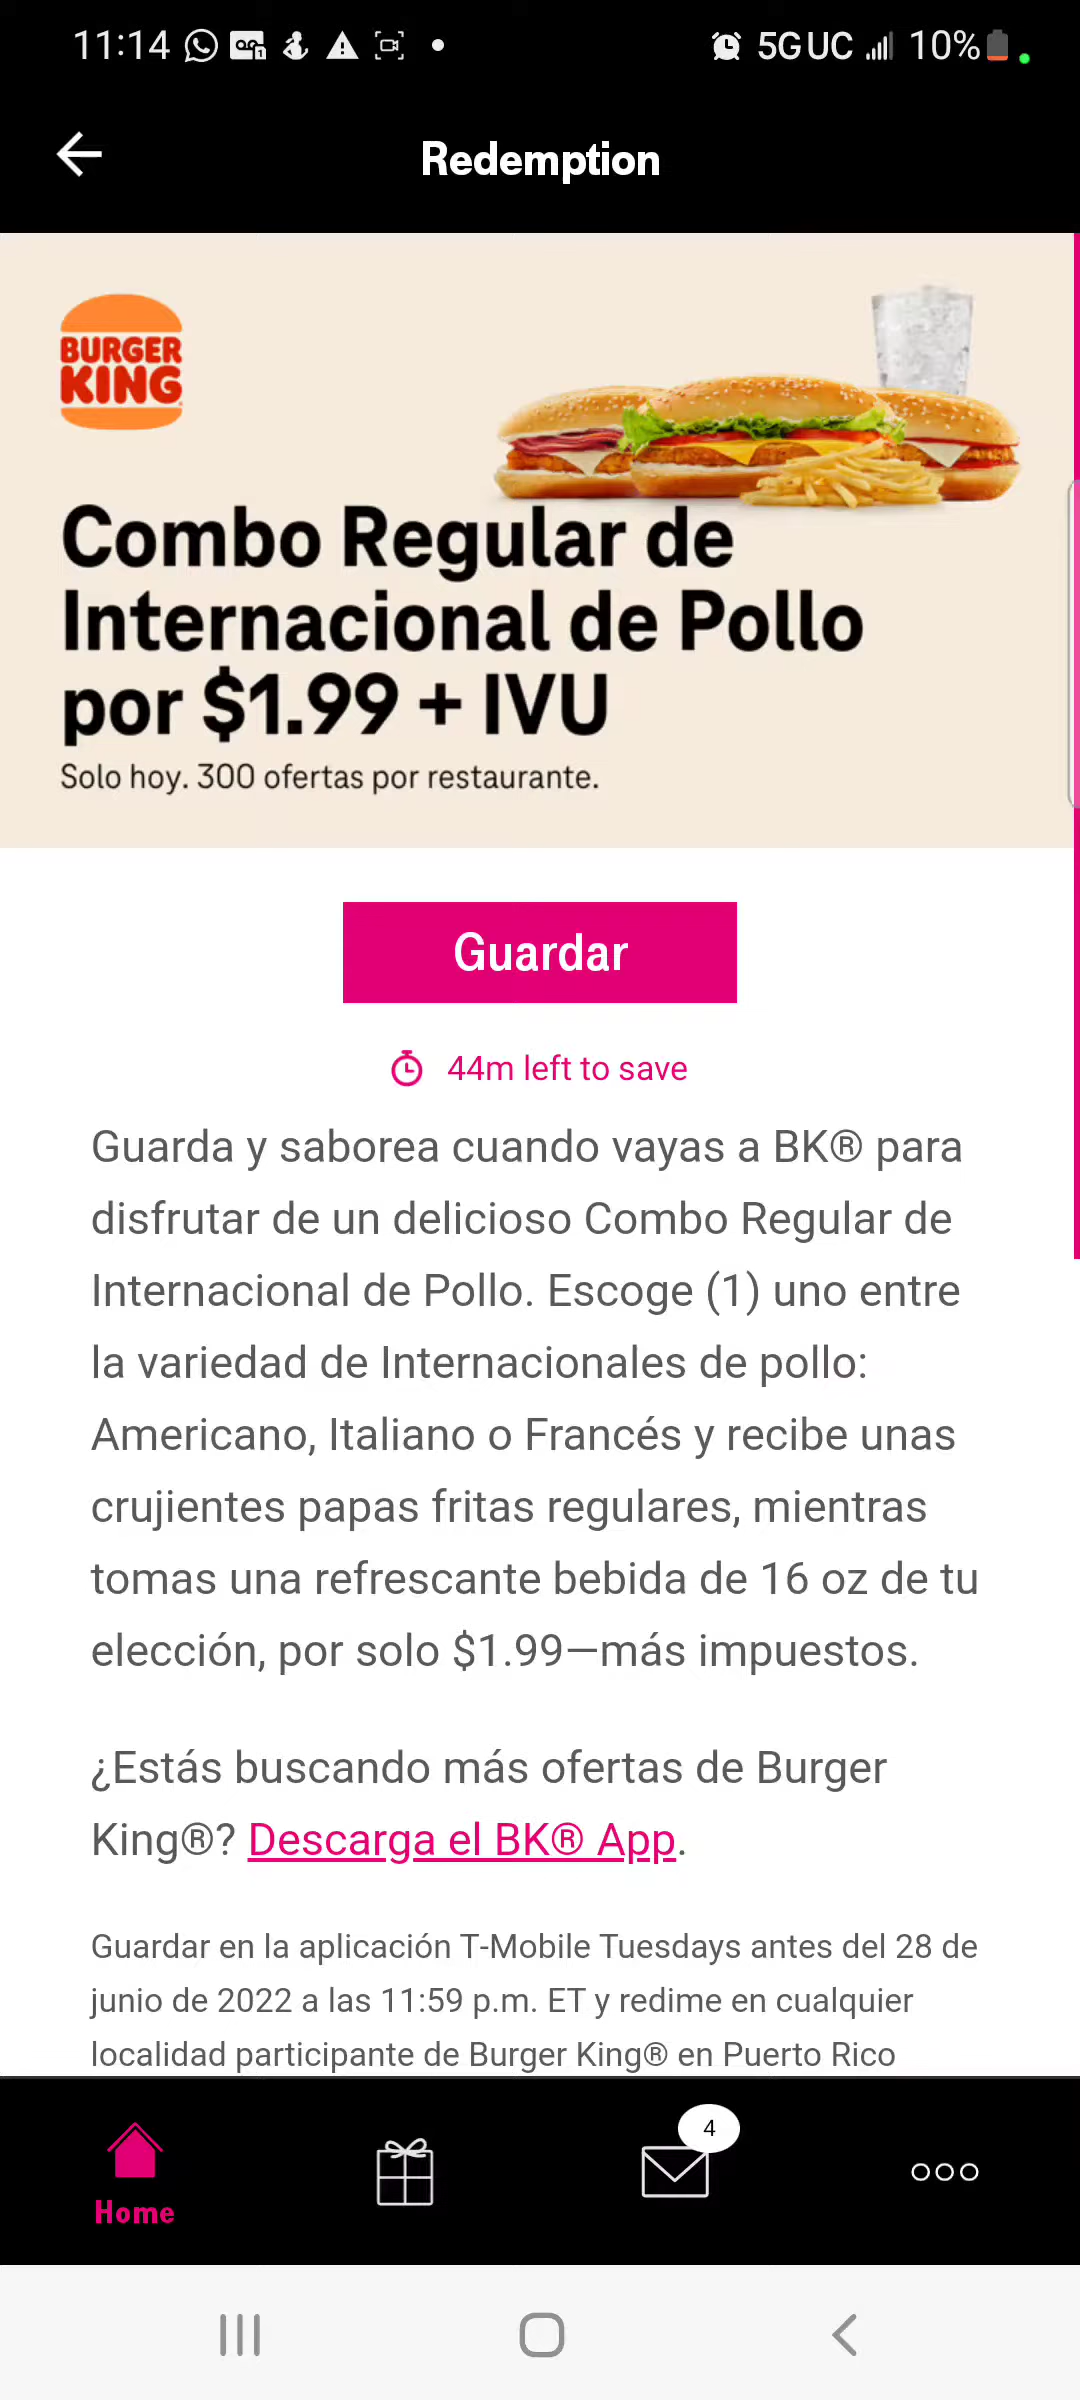 11:14
5G UC
10%
Redemption
BURGER
KING
Combo Regular de
Internacional de Pollo
por $1.99 + IVU
Solo hoy. 300 ofertas por restaurante.
Guardar
44m left to save
Guarda y saborea cuando vayas a BK® para
disfrutar de un delicioso Combo Regular de
Internacional de Pollo. Escoge (1) uno entre
la variedad de Internacionales de pollo:
Americano, Italiano o Francés y recibe unas
crujientes papas fritas regulares, mientras
tomas una refrescante bebida de 16 oz de tu
elección, por solo $1.99—más impuestos.
¿Estás buscando más ofertas de Burger
King®? Descarga el BK® App.
Guardar en la aplicación T-Mobile Tuesdays antes del 28 de
junio de 2022 a las 11:59 p.m. ET y redime en cualquier
localidad participante de Burger King® en Puerto Rico
4
Home